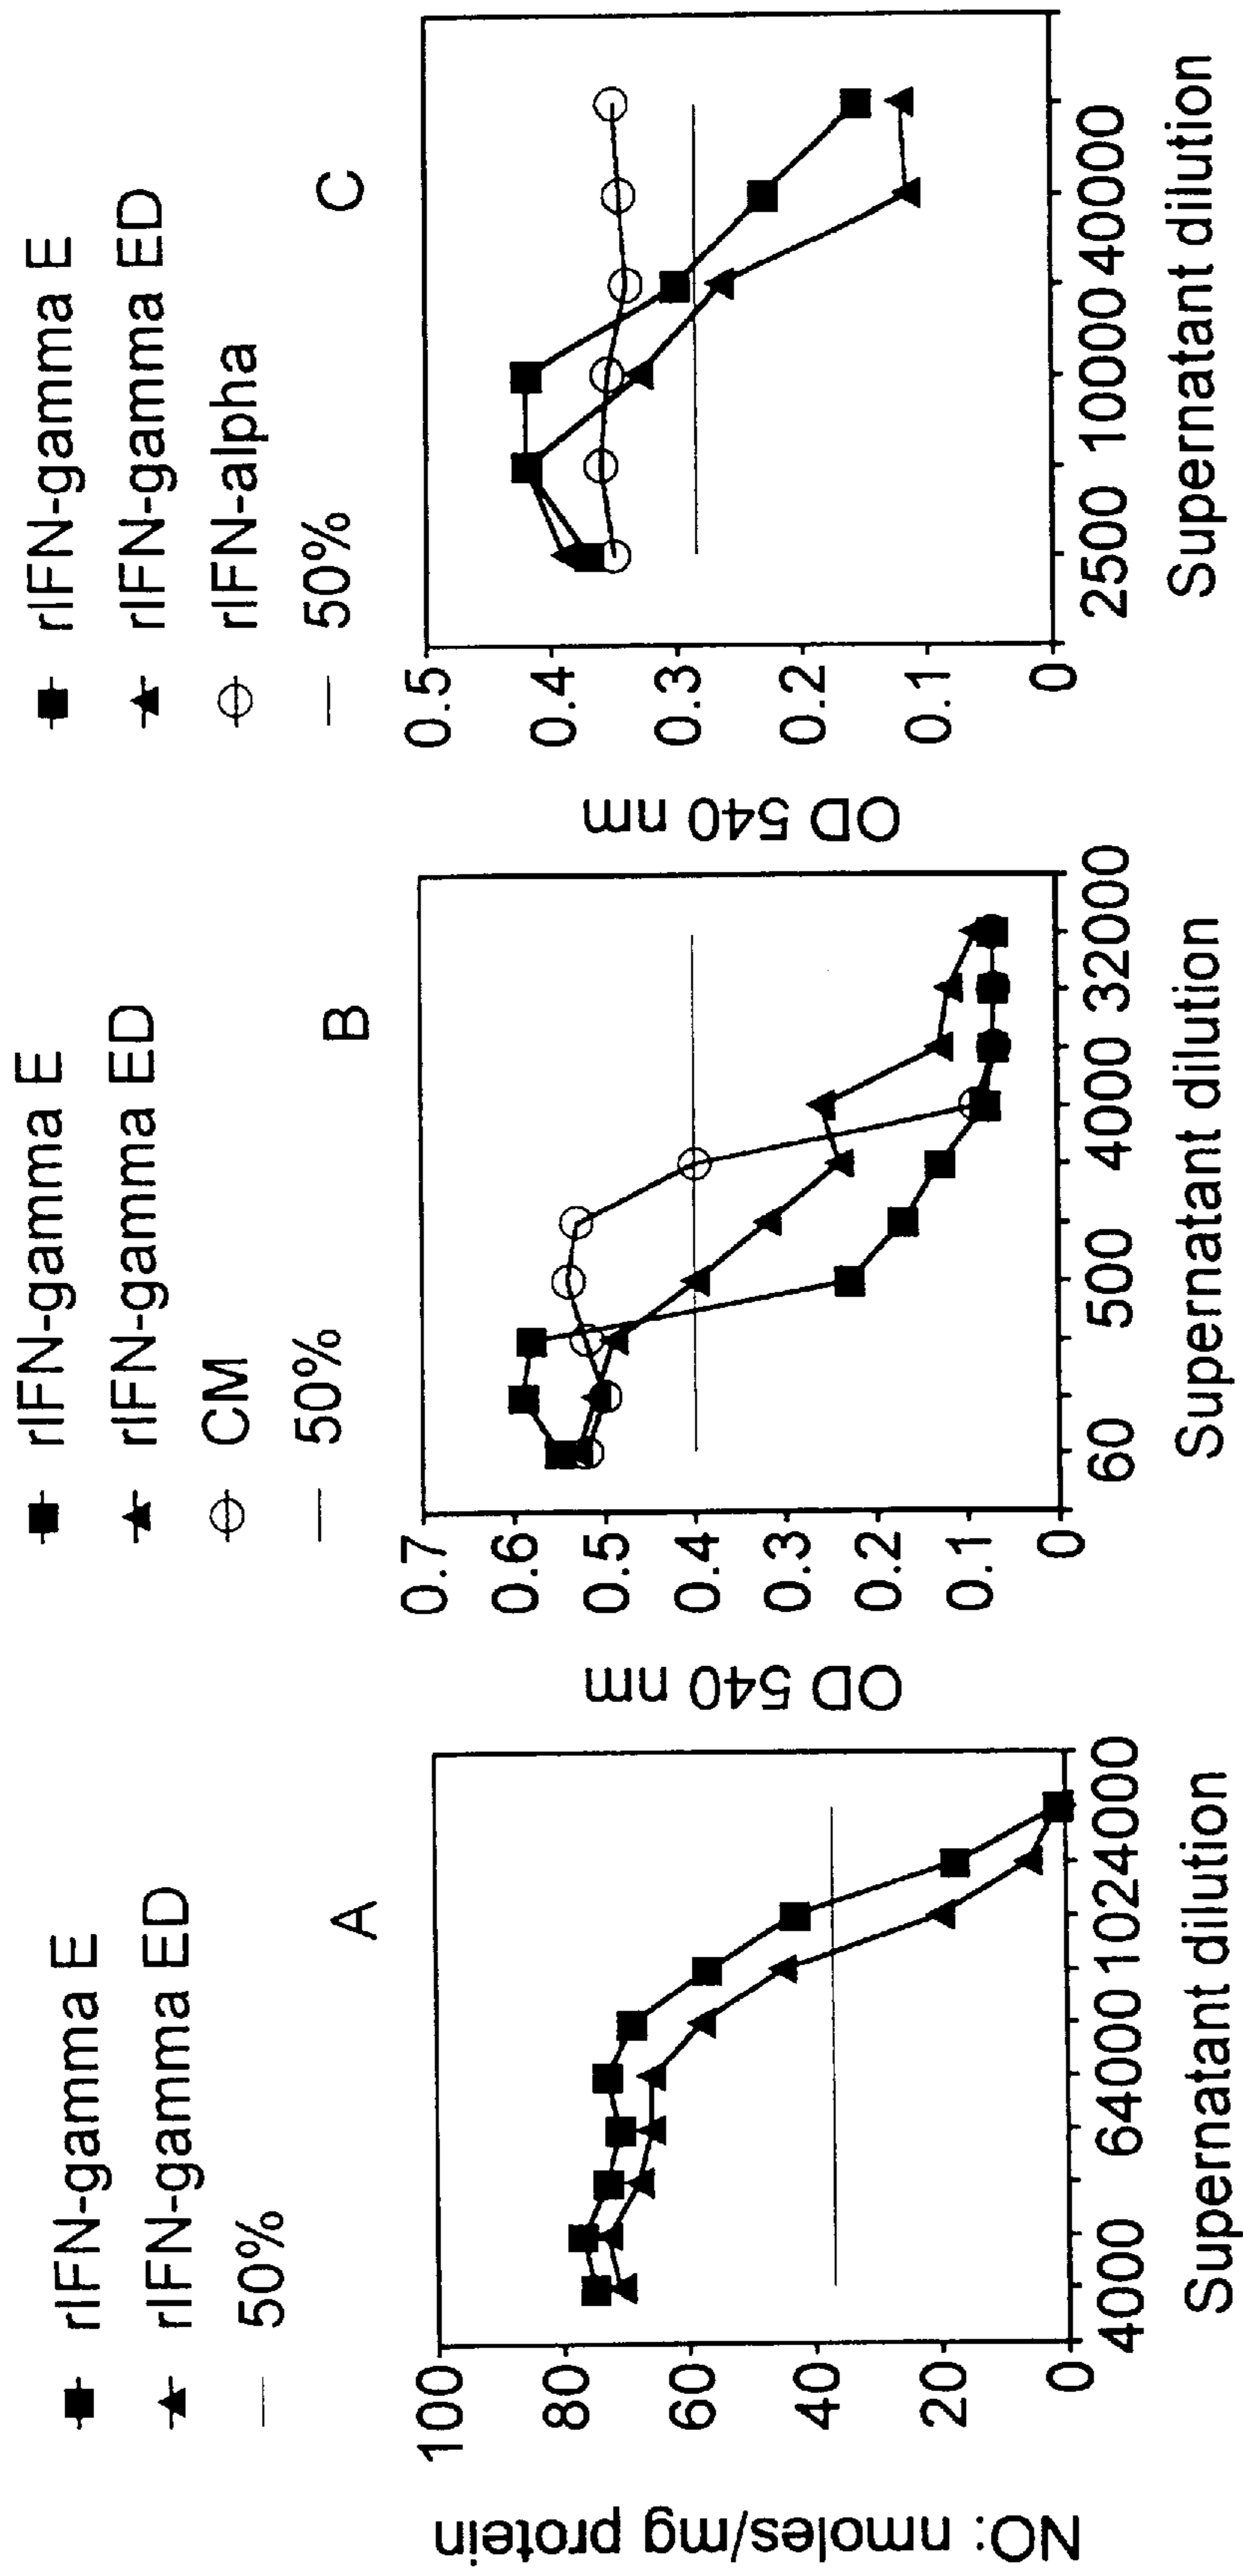 rIFN-gamma E
rIFN-gamma ED
50%
A
NO: nmoles/mg protein
100
80
60
40
20
0
4000 64000 1024000
Supernatant dilution
rIFN-gamma E
rIFN-gamma ED
CM
50%
B
OD 540 nm
0.7
0.6
0.5
0.4
0.3
0.2
0.1
0
60 500 4000 32000
Supernatant dilution
rIFN-gamma E
rIFN-gamma ED
rIFN-alpha
50%
C
OD 540 nm
0.5
0.4
0.3
0.2
0.1
0
2500 10000 40000
Supernatant dilution